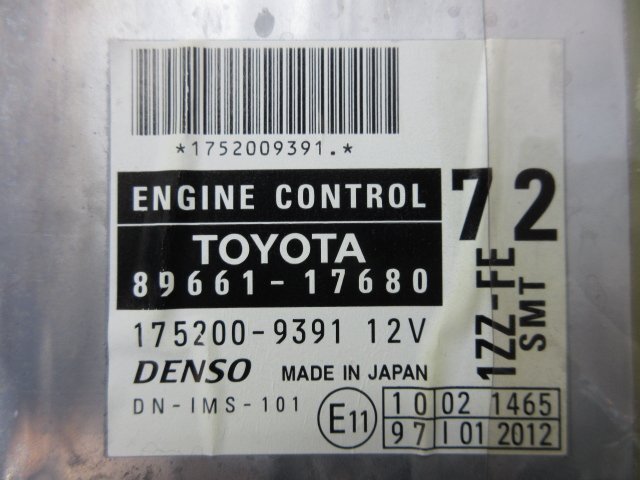 *1752009391.*
ENGINE CONTROL
TOYOTA
89661-17680
72
1ZZ-FE
SMT
175200-9391 12V
DENSO MADE IN JAPAN
DN-IMS-101
E11
10 02 1465
97 I 01 2012